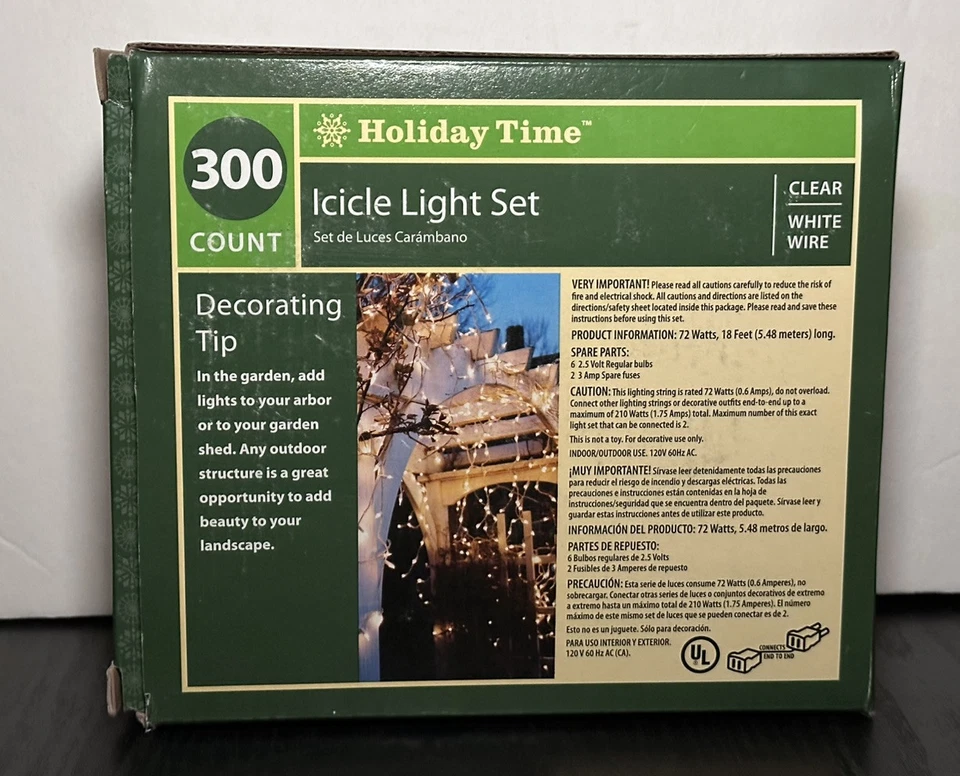 300
COUNT
Holiday Time™
Icicle Light Set
Set de Luces Carámbano
CLEAR
WHITE
WIRE
Decorating
Tip
In the garden, add
lights to your arbor
or to your garden
shed. Any outdoor
structure is a great
opportunity to add
beauty to your
landscape.
VERY IMPORTANT! Please read all cautions carefully to reduce the risk of
fire and electrical shock. All cautions and directions are listed on the
directions/safety sheet located inside this package. Please read and save these
instructions before using this set.
PRODUCT INFORMATION: 72 Watts, 18 Feet (5.48 meters) long.
SPARE PARTS:
6 2.5 Volt Regular bulbs
2 3 Amp Spare fuses
CAUTION: This lighting string is rated 72 Watts (0.6 Amps), do not overload.
Connect other lighting strings or decorative outfits end-to-end up to a
maximum of 210 Watts (1.75 Amps) total. Maximum number of this exact
light set that can be connected is 2.
This is not a toy. For decorative use only.
INDOOR/OUTDOOR USE. 120V 60Hz AC.
¡MUY IMPORTANTE! Sírvase leer detenidamente todas las precauciones
para reducir el riesgo de incendio y descargas eléctricas. Todas las
precauciones e instrucciones están contenidas en la hoja de
instrucciones/seguridad que se encuentra dentro del paquete. Sírvase leer y
guardar estas instrucciones antes de utilizar este producto.
INFORMACIÓN DEL PRODUCTO: 72 Watts, 5.48 metros de largo.
PARTES DE REPUESTO:
6 Bulbos regulares de 2.5 Volts
2 Fusibles de 3 Amperes de repuesto
PRECAUCIÓN: Esta serie de luces consume 72 Watts (0.6 Amperes), no
sobrecargar. Conectar otras series de luces o conjuntos decorativos de extremo
a extremo hasta un máximo total de 210 Watts (1.75 Amperes). El número
máximo de este mismo set de luces que se pueden conectar es de 2.
Esto no es un juguete. Sólo para decoración.
PARA USO INTERIOR Y EXTERIOR.
120 V 60 Hz AC (CA).
UL
CONNECTS
END TO END